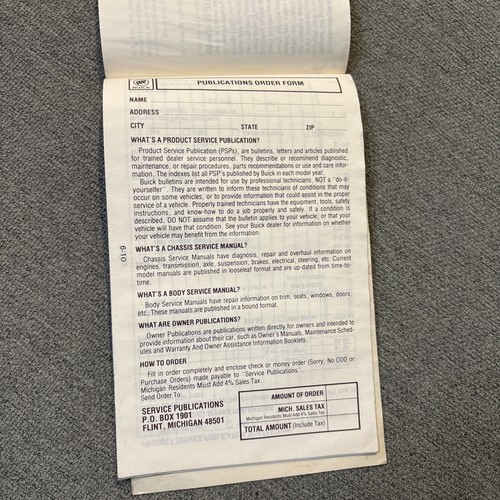 BUICK
PUBLICATIONS ORDER FORM
NAME
ADDRESS
CITY STATE ZIP
WHAT'S A PRODUCT SERVICE PUBLICATION?
Product Service Publication (PSPs), are bulletins, letters and articles published
for trained dealer service personnel. They describe or recommend diagnostic,
maintenance, or repair procedures, parts recommendations or use and care infor-
mation. The indexes list all PSP's published by Buick in each model year.
Buick bulletins are intended for use by professional technicians, NOT a "do-it-
yourselfer". They are written to inform these technicians of conditions that may
occur on some vehicles, or to provide information that could assist in the proper
service of a vehicle. Properly trained technicians have the equipment, tools, safety
instructions, and know-how to do a job properly and safely. If a condition is
described, DO NOT assume that the bulletin applies to your vehicle, or that your
vehicle will have that condition. See your Buick dealer for information on whether
your vehicle may benefit from the information.
6-10
WHAT'S A CHASSIS SERVICE MANUAL?
Chassis Service Manuals have diagnosis, repair and overhaul information on
engines, transmission, axle, suspension, brakes, electrical, steering, etc. Current
model manuals are published in looseleaf format and are up-dated from time-to-
time.
WHAT'S A BODY SERVICE MANUAL?
Body Service Manuals have repair information on trim, seats, windows, doors,
etc. These manuals are published in a bound format.
WHAT ARE OWNER PUBLICATIONS?
Owner Publications are publications written directly for owners and intended to
provide information about their car, such as Owner's Manuals, Maintenance Sched-
ules and Warranty And Owner Assistance Information Booklets.
HOW TO ORDER
Fill in order completely and enclose check or money order (Sorry, No COD or
Purchase Orders) made payable to "Service Publications"
Michigan Residents Must Add 4% Sales Tax.
Send Order To:
SERVICE PUBLICATIONS
P.O. BOX 1901
FLINT, MICHIGAN 48501
AMOUNT OF ORDER
MICH. SALES TAX
Michigan Residents Must Add 4% Sales Tax
TOTAL AMOUNT (Include Tax)